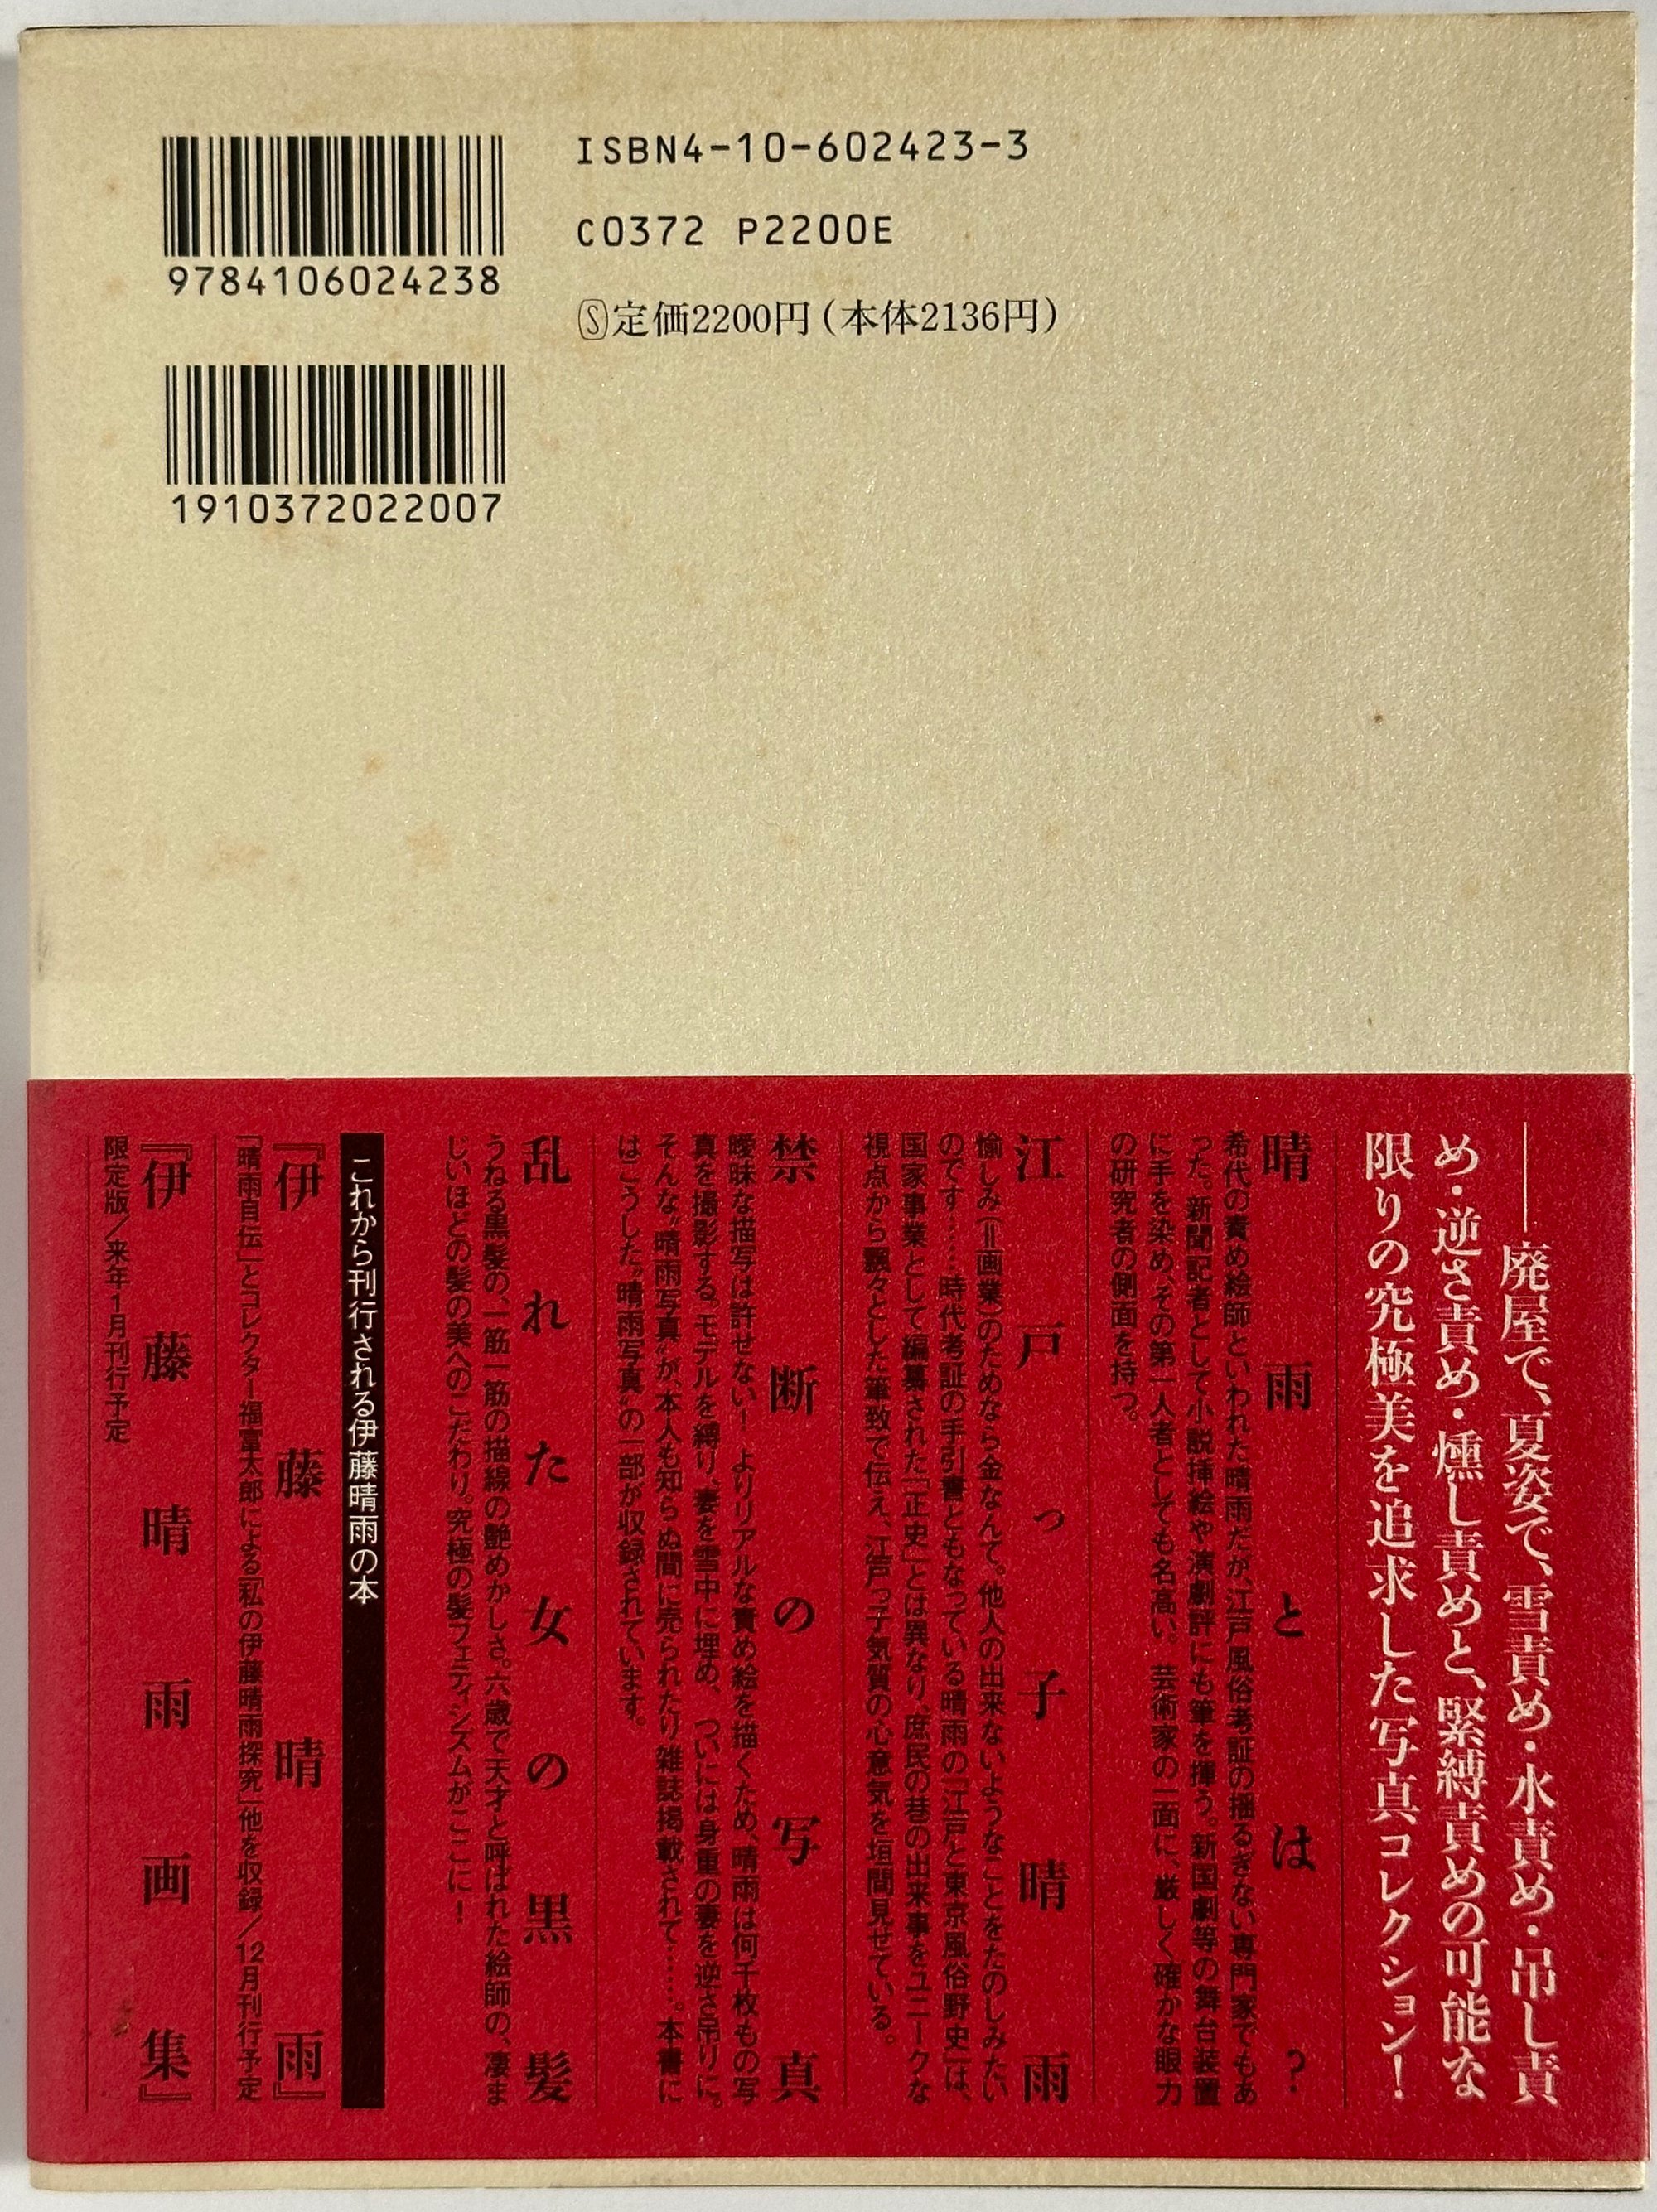 ISBN4-10-602423-3
C0372 P2200E
Ⓢ定価2200円(本体2136円)
9784106024238
1910372022007
――廃屋で、夏姿で、雪責め・水責め・吊し責
め・逆さ責め・燻し責めと、緊縛責めの可能な
限りの究極美を追求した写真コレクション!
晴雨とは?
希代の責め絵師といわれた晴雨だが、江戸風俗考証の揺るぎない専門家でもあ
った。新聞記者として小説挿絵や演劇評にも筆を揮う。新国劇等の舞台装置
に手を染め、その第一人者としても名高い。芸術家の一面に、厳しく確かな眼力
の研究者の側面を持つ。
江戸っ子晴雨
愉しみ(=画業)のためなら金なんて。他人の出来ないようなことをたのしみたい
のです……時代考証の手引書ともなっている晴雨の「江戸と東京風俗野史」は、
国家事業として編纂された「正史」とは異なり、庶民の巷の出来事をユニークな
視点から飄々とした筆致で伝え、江戸っ子気質の心意気を垣間見せている。
禁断の写真
曖昧な描写は許せない! よりリアルな責め絵を描くため、晴雨は何千枚もの写
真を撮影する。モデルを縛り、妻を雪中に埋め、ついには身重の妻を逆さ吊りに。
そんな〝晴雨写真〟が、本人も知らぬ間に売られたり雑誌掲載されて……。本書に
はこうした〝晴雨写真〟の一部が収録されています。
乱れた女の黒髪
うねる黒髪の、一筋一筋の描線の艶めかしさ。六歳で天才と呼ばれた絵師の、凄ま
じいほどの髪の美へのこだわり。究極の髪フェティシズムがここに!
これから刊行される伊藤晴雨の本
『伊藤晴雨』
「晴雨自伝」とコレクター福富太郎による「私の伊藤晴雨探究」他を収録/12月刊行予定
『伊藤晴雨画集』
限定版/来年1月刊行予定